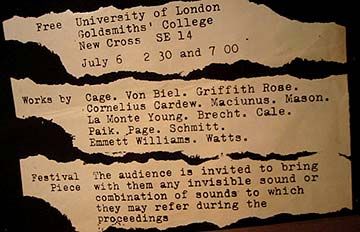 Free University of London
Goldsmiths' College
New Cross SE 14
July 6 2 30 and 7 00
Works by Cage. Von Biel. Griffith Rose.
Cornelius Cardew. Maciunus. Mason.
La Monte Young. Brecht. Cale.
Paik. Page. Schmitt.
Emmett Williams. Watts.
Festival Piece The audience is invited to bring
with them any invisible sound or
combination of sounds to which
they may refer during the
proceedings